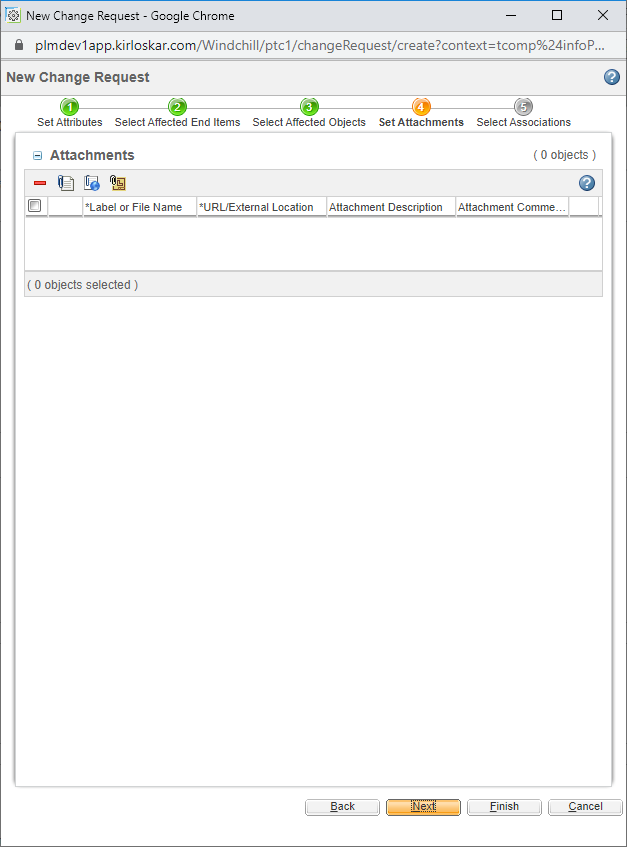 New Change Request - Google Chrome
plmdev1app.kirloskar.com/Windchill/ptc1/changeRequest/create?context=tcomp%24infoP...
New Change Request
?
1 2 3 4 5
Set Attributes Select Affected End Items Select Affected Objects Set Attachments Select Associations
Attachments ( 0 objects )
?
*Label or File Name *URL/External Location Attachment Description Attachment Comme...
( 0 objects selected )
Back Next Finish Cancel